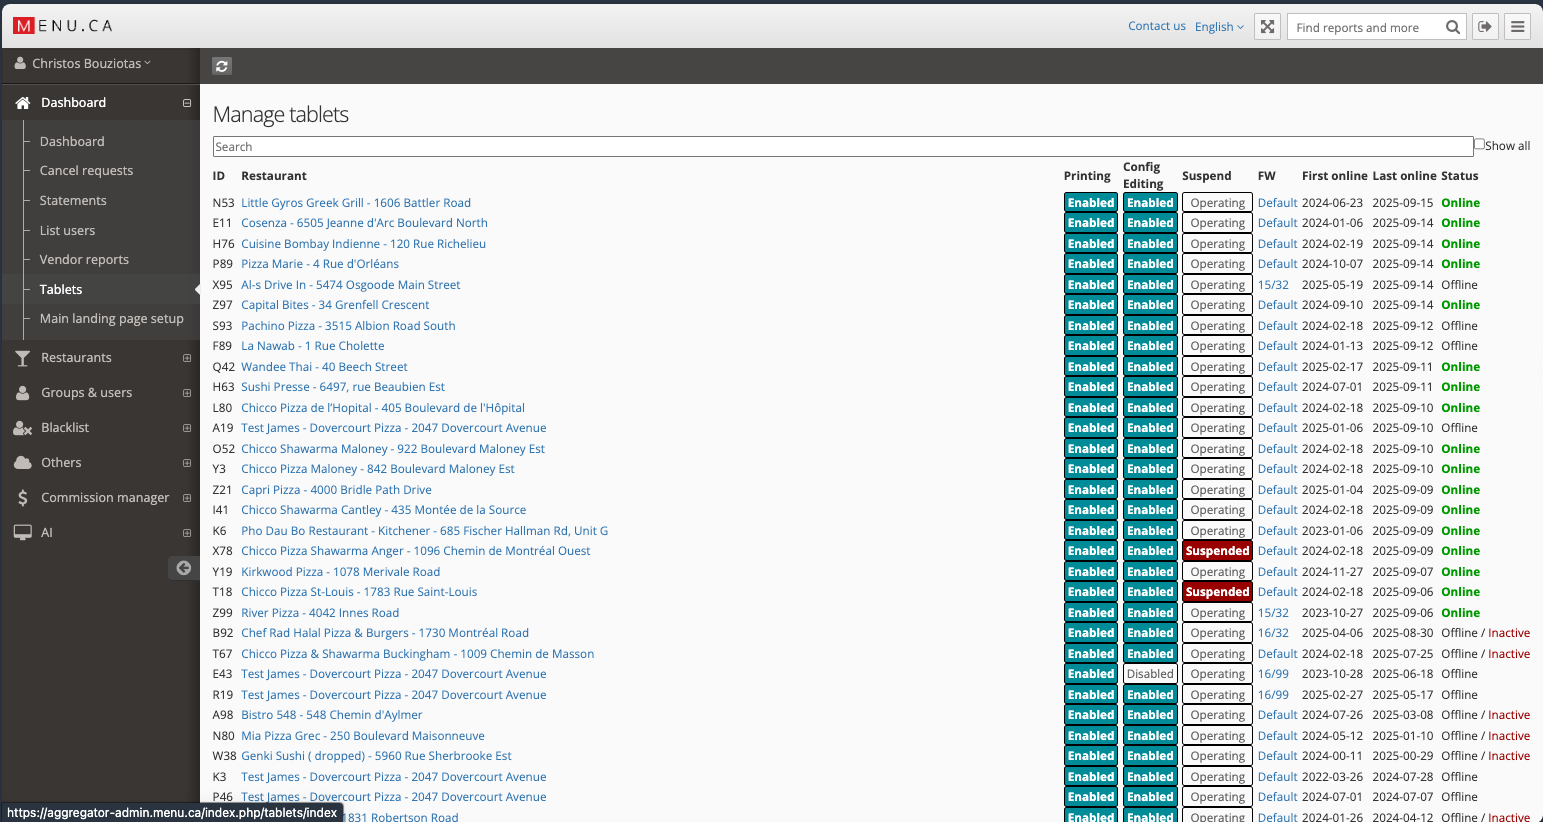 MENU.CA
Contact us English Find reports and more
Christos Bouziotas
Dashboard
Dashboard
Cancel requests
Statements
List users
Vendor reports
Tablets
Main landing page setup
Restaurants
Groups & users
Blacklist
Others
Commission manager
AI
Manage tablets
Search Show all
ID Restaurant Printing Config Editing Suspend FW First online Last online Status
N53 Little Gyros Greek Grill - 1606 Battler Road Enabled Enabled Operating Default 2024-06-23 2025-09-15 Online
E11 Cosenza - 6505 Jeanne d'Arc Boulevard North Enabled Enabled Operating Default 2024-01-06 2025-09-14 Online
H76 Cuisine Bombay Indienne - 120 Rue Richelieu Enabled Enabled Operating Default 2024-02-19 2025-09-14 Online
P89 Pizza Marie - 4 Rue d'Orléans Enabled Enabled Operating Default 2024-10-07 2025-09-14 Online
X95 Al-s Drive In - 5474 Osgoode Main Street Enabled Enabled Operating 15/32 2025-05-19 2025-09-14 Offline
Z97 Capital Bites - 34 Grenfell Crescent Enabled Enabled Operating Default 2024-09-10 2025-09-14 Online
S93 Pachino Pizza - 3515 Albion Road South Enabled Enabled Operating Default 2024-02-18 2025-09-12 Offline
F89 La Nawab - 1 Rue Cholette Enabled Enabled Operating Default 2024-01-13 2025-09-12 Offline
Q42 Wandee Thai - 40 Beech Street Enabled Enabled Operating Default 2025-02-17 2025-09-11 Online
H63 Sushi Presse - 6497, rue Beaubien Est Enabled Enabled Operating Default 2024-07-01 2025-09-11 Online
L80 Chicco Pizza de l’Hopital - 405 Boulevard de l'Hôpital Enabled Enabled Operating Default 2024-02-18 2025-09-10 Online
A19 Test James - Dovercourt Pizza - 2047 Dovercourt Avenue Enabled Enabled Operating Default 2025-01-06 2025-09-10 Offline
O52 Chicco Shawarma Maloney - 922 Boulevard Maloney Est Enabled Enabled Operating Default 2024-02-18 2025-09-10 Online
Y3 Chicco Pizza Maloney - 842 Boulevard Maloney Est Enabled Enabled Operating Default 2024-02-18 2025-09-10 Online
Z21 Capri Pizza - 4000 Bridle Path Drive Enabled Enabled Operating Default 2025-01-04 2025-09-09 Online
I41 Chicco Shawarma Cantley - 435 Montée de la Source Enabled Enabled Operating Default 2024-02-18 2025-09-09 Online
K6 Pho Dau Bo Restaurant - Kitchener - 685 Fischer Hallman Rd, Unit G Enabled Enabled Operating Default 2023-01-06 2025-09-09 Online
X78 Chicco Pizza Shawarma Anger - 1096 Chemin de Montréal Ouest Enabled Enabled Suspended Default 2024-02-18 2025-09-09 Online
Y19 Kirkwood Pizza - 1078 Merivale Road Enabled Enabled Operating Default 2024-11-27 2025-09-07 Online
T18 Chicco Pizza St-Louis - 1783 Rue Saint-Louis Enabled Enabled Suspended Default 2024-02-18 2025-09-06 Online
Z99 River Pizza - 4042 Innes Road Enabled Enabled Operating 15/32 2023-10-27 2025-09-06 Online
B92 Chef Rad Halal Pizza & Burgers - 1730 Montréal Road Enabled Enabled Operating 16/32 2025-04-06 2025-08-30 Offline / Inactive
T67 Chicco Pizza & Shawarma Buckingham - 1009 Chemin de Masson Enabled Enabled Operating Default 2024-02-18 2025-07-25 Offline / Inactive
E43 Test James - Dovercourt Pizza - 2047 Dovercourt Avenue Enabled Disabled Operating 16/99 2023-10-28 2025-06-18 Offline
R19 Test James - Dovercourt Pizza - 2047 Dovercourt Avenue Enabled Enabled Operating 16/99 2025-02-27 2025-05-17 Offline
A98 Bistro 548 - 548 Chemin d'Aylmer Enabled Enabled Operating Default 2024-07-26 2025-03-08 Offline / Inactive
N80 Mia Pizza Grec - 250 Boulevard Maisonneuve Enabled Enabled Operating Default 2024-05-12 2025-01-10 Offline / Inactive
W38 Genki Sushi ( dropped) - 5960 Rue Sherbrooke Est Enabled Enabled Operating Default 2024-00-11 2025-00-29 Offline / Inactive
K3 Test James - Dovercourt Pizza - 2047 Dovercourt Avenue Enabled Enabled Operating Default 2022-03-26 2024-07-28 Offline
P46 Test James - Dovercourt Pizza - 2047 Dovercourt Avenue Enabled Enabled Operating Default 2024-07-01 2024-07-07 Offline
1831 Robertson Road Enabled Enabled Operating Default 2024-01-26 2024-04-12 Offline / Inactive
https://aggregator-admin.menu.ca/index.php/tablets/index